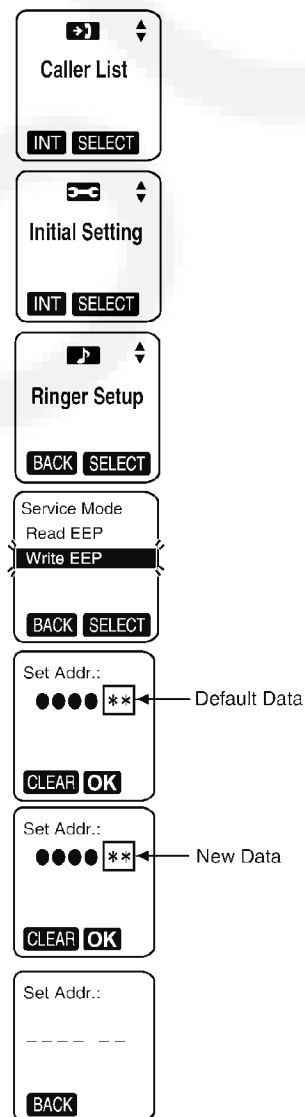 Caller List
INT SELECT
Initial Setting
INT SELECT
Ringer Setup
BACK SELECT
Service Mode
Read EEP
Write EEP
BACK SELECT
Set Addr.:
●●●● ** Default Data
CLEAR OK
Set Addr.:
●●●● ** New Data
CLEAR OK
Set Addr.:
_ _ _ _ _ _
BACK